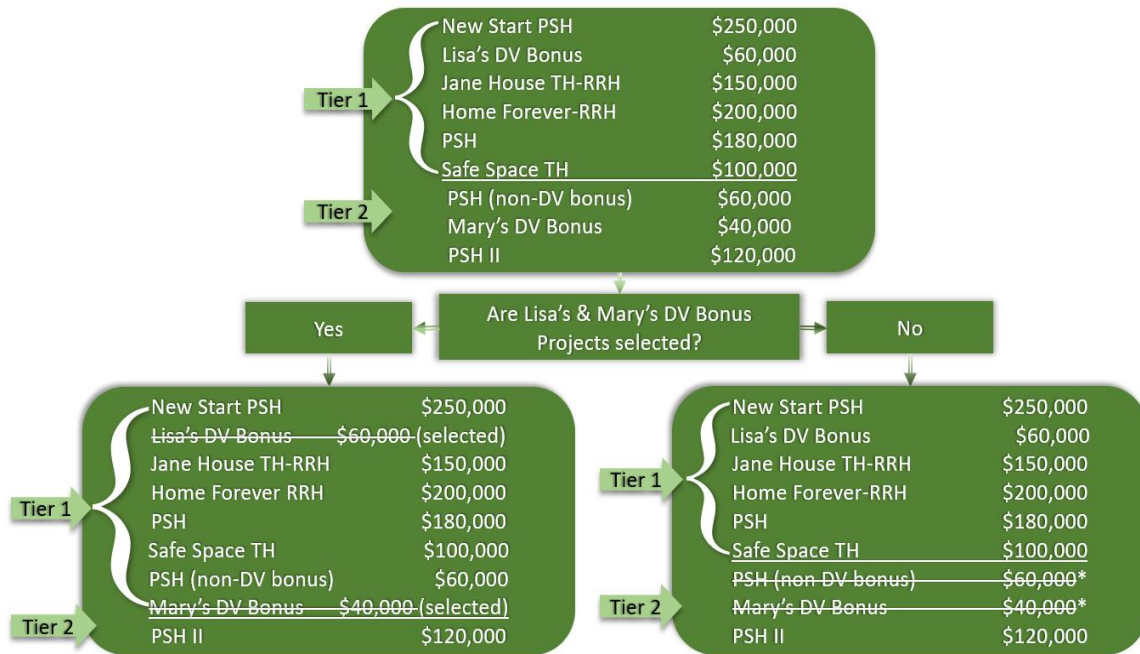 New Start PSH $250,000
Lisa's DV Bonus $60,000
Jane House TH-RRH $150,000
Tier 1
Home Forever-RRH $200,000
PSH $180,000
Safe Space TH $100,000
PSH (non-DV bonus) $60,000
Tier 2
Mary's DV Bonus $40,000
PSH II $120,000
Are Lisa's & Mary's DV Bonus
Projects selected?
Yes
No
New Start PSH $250,000
Lisa's DV Bonus $60,000 (selected)
Jane House TH-RRH $150,000
Home Forever RRH $200,000
Tier 1
PSH $180,000
Safe Space TH $100,000
PSH (non-DV bonus) $60,000
Mary's DV Bonus $40,000 (selected)
Tier 2
PSH II $120,000
New Start PSH $250,000
Lisa's DV Bonus $60,000
Jane House TH-RRH $150,000
Tier 1
Home Forever-RRH $200,000
PSH $180,000
Safe Space TH $100,000
PSH (non DV bonus) $60,000*
Mary's DV Bonus $40,000*
Tier 2
PSH II $120,000